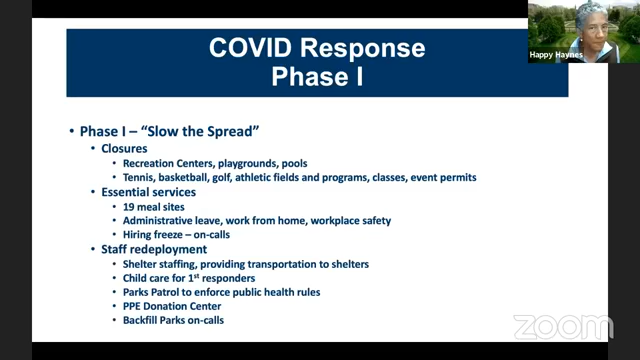 COVID Response
Phase I
Happy Haynes
• Phase I – “Slow the Spread”
• Closures
• Recreation Centers, playgrounds, pools
• Tennis, basketball, golf, athletic fields and programs, classes, event permits
• Essential services
• 19 meal sites
• Administrative leave, work from home, workplace safety
• Hiring freeze – on-calls
• Staff redeployment
• Shelter staffing, providing transportation to shelters
• Child care for 1st responders
• Parks Patrol to enforce public health rules
• PPE Donation Center
• Backfill Parks on-calls
zoom